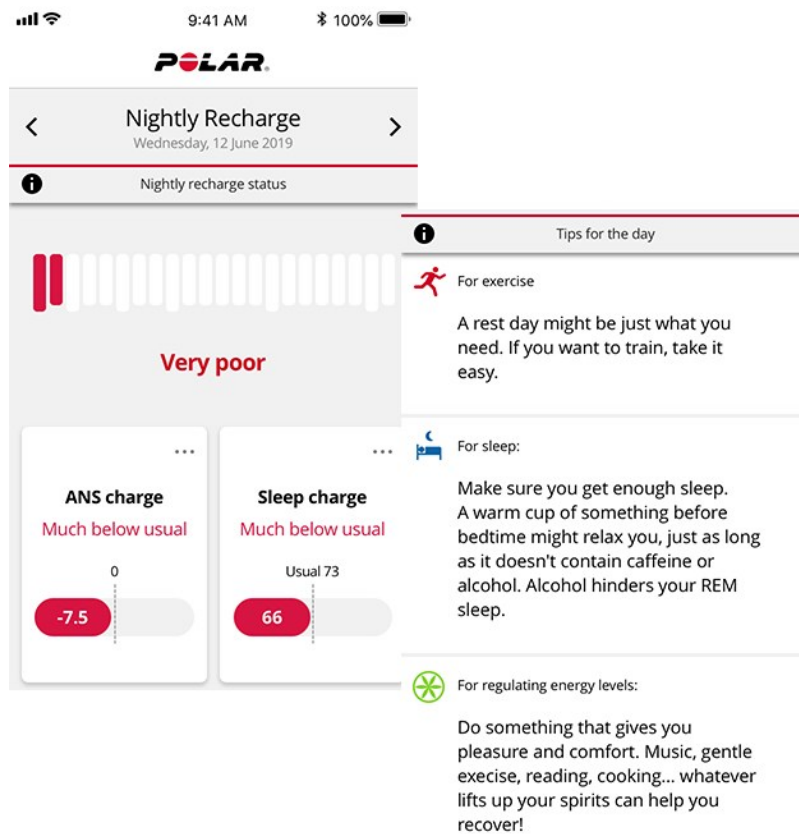 9:41 AM
100%
POLAR
Nightly Recharge
Wednesday, 12 June 2019
Nightly recharge status
Very poor
ANS charge
Much below usual
0
-7.5
Sleep charge
Much below usual
Usual 73
66
Tips for the day
For exercise
A rest day might be just what you
need. If you want to train, take it
easy.
For sleep:
Make sure you get enough sleep.
A warm cup of something before
bedtime might relax you, just as long
as it doesn't contain caffeine or
alcohol. Alcohol hinders your REM
sleep.
For regulating energy levels:
Do something that gives you
pleasure and comfort. Music, gentle
execise, reading, cooking... whatever
lifts up your spirits can help you
recover!